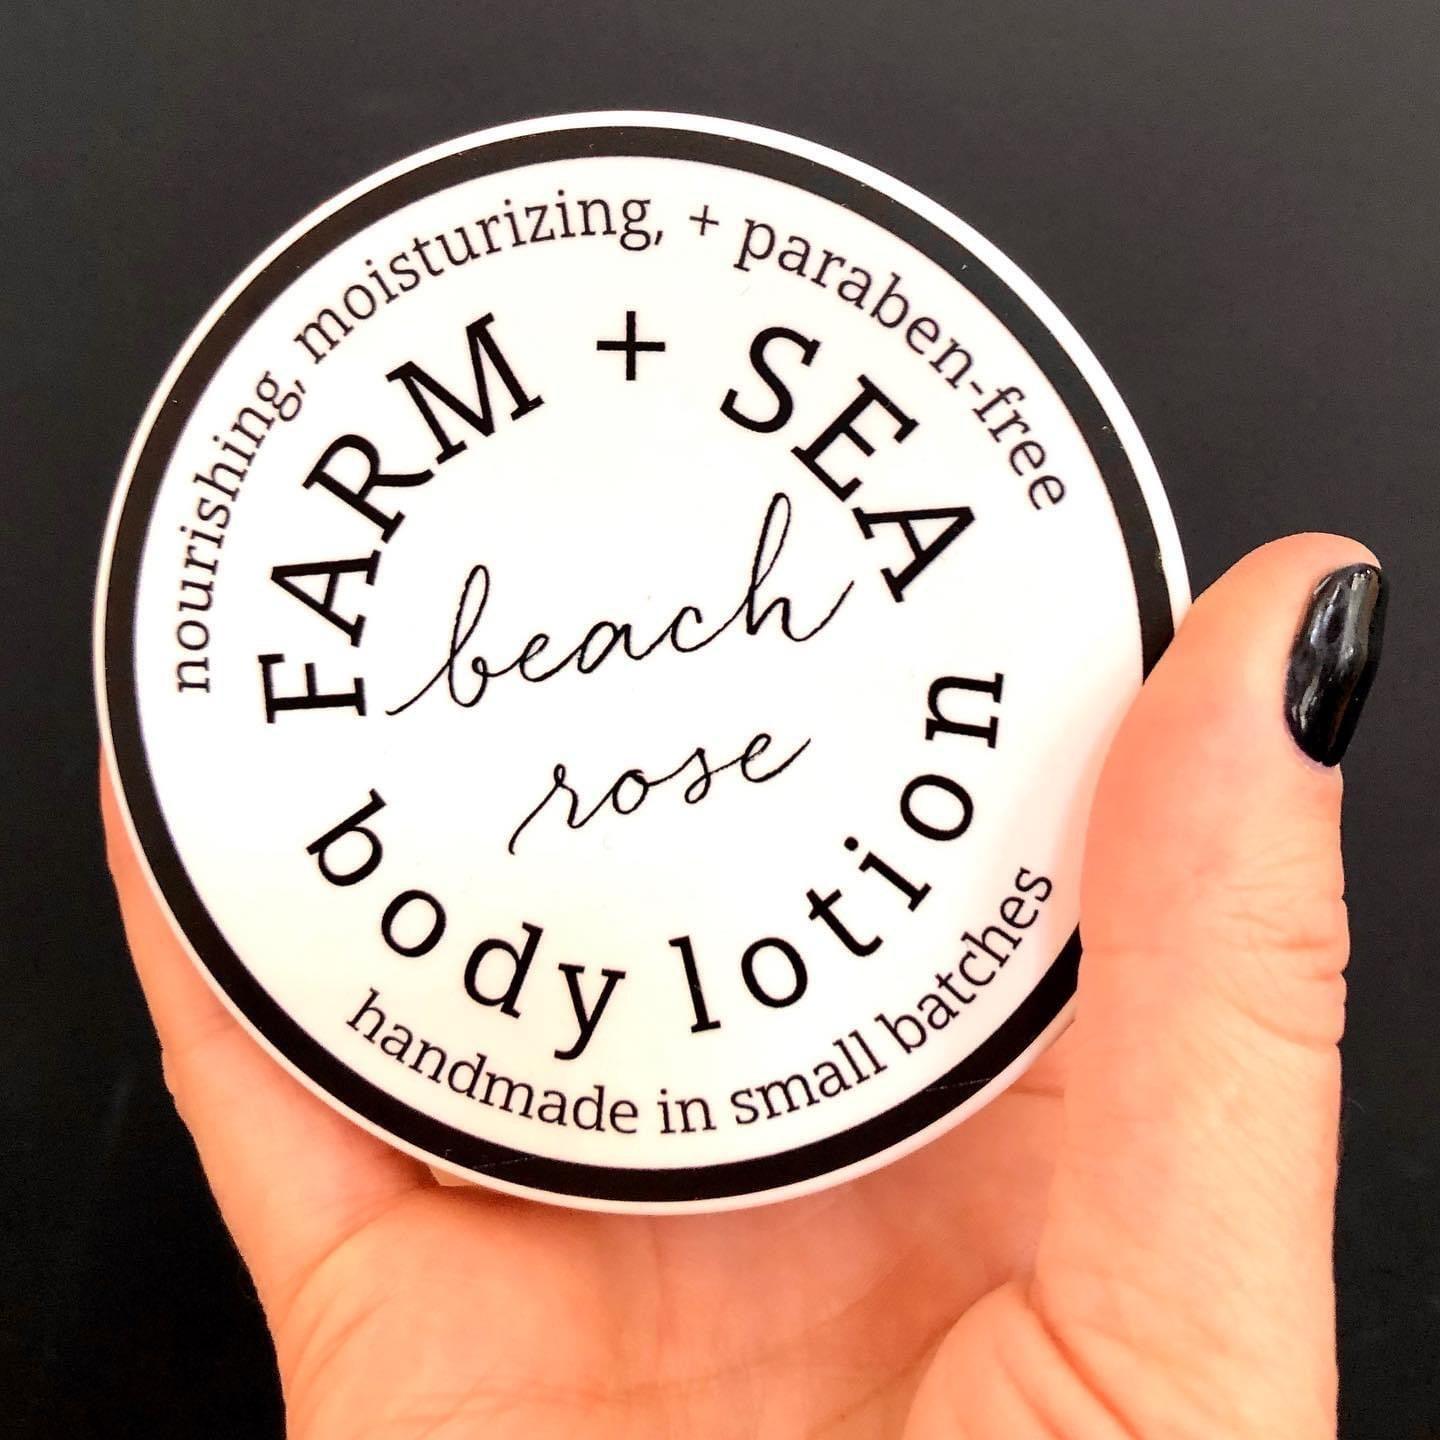 nourishing, moisturizing, + paraben-free
FARM + SEA
beach
rose
body lotion
handmade in small batches